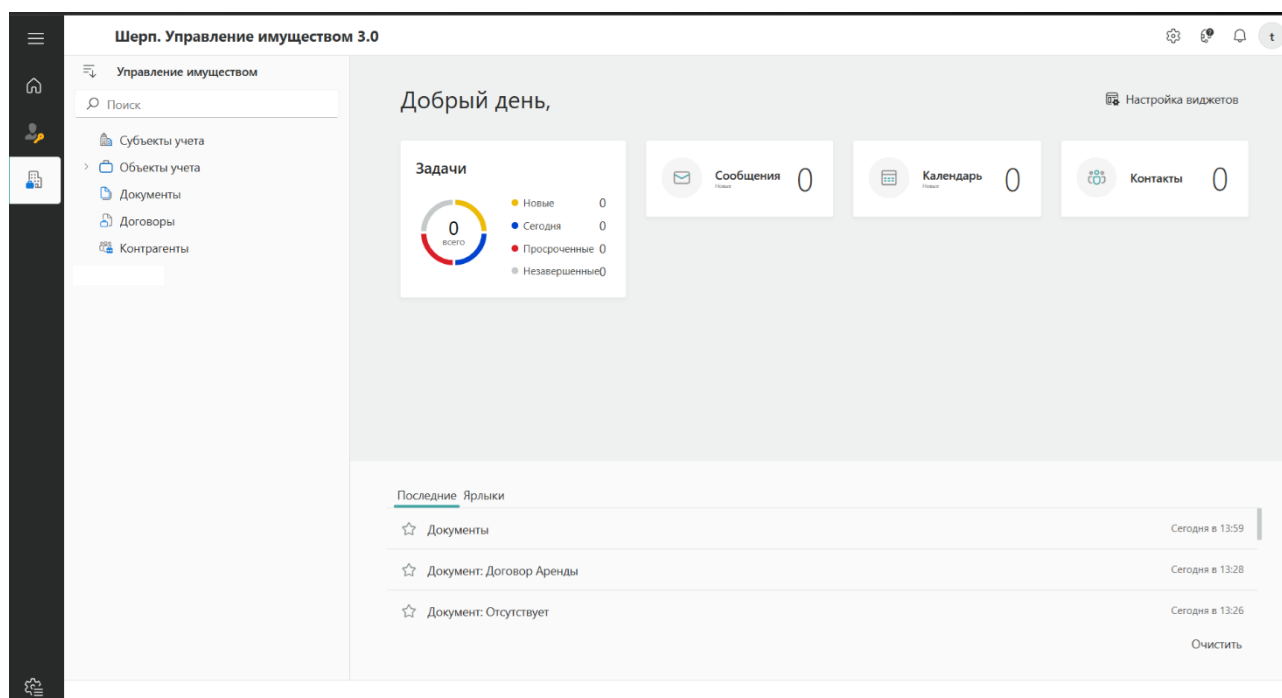 Шерп. Управление имуществом 3.0
t
Управление имуществом
Поиск
Субъекты учета
Объекты учета
Документы
Договоры
Контрагенты
Добрый день,
Настройка виджетов
Задачи
0
всего
Новые 0
Сегодня 0
Просроченные 0
Незавершенные 0
Сообщения 0
Новые
Календарь 0
Новые
Контакты 0
Последние Ярлыки
Документы Сегодня в 13:59
Документ: Договор Аренды Сегодня в 13:28
Документ: Отсутствует Сегодня в 13:26
Очистить